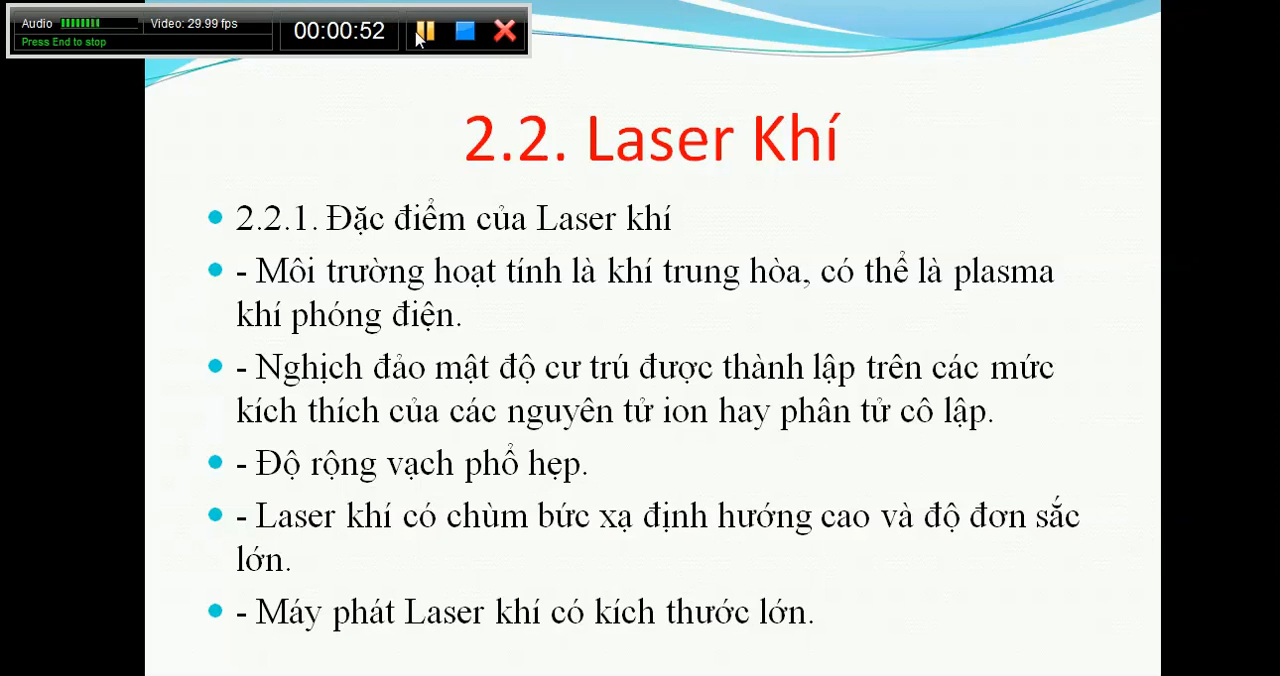 Audio
Video: 29.99 fps
Press End to stop
00:00:52
2.2. Laser Khí
2.2.1. Đặc điểm của Laser khí
- Môi trường hoạt tính là khí trung hòa, có thể là plasma
khí phóng điện.
- Nghịch đảo mật độ cư trú được thành lập trên các mức
kích thích của các nguyên tử ion hay phân tử cô lập.
- Độ rộng vạch phổ hẹp.
- Laser khí có chùm bức xạ định hướng cao và độ đơn sắc
lớn.
- Máy phát Laser khí có kích thước lớn.